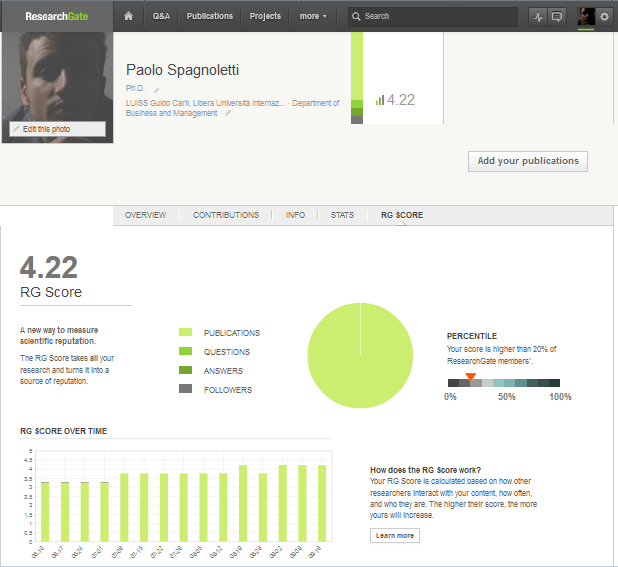 ResearchGate Q&A Publications Projects more Search
Paolo Spagnoletti
Ph.D.
LUISS Guido Carli, Libera Università Internaz... · Department of
Business and Management
4.22
Edit this photo
Add your publications
OVERVIEW CONTRIBUTIONS INFO STATS RG $CORE
4.22
RG Score
A new way to measure
scientific reputation.
The RG Score takes all your
research and turns it into a
source of reputation.
PUBLICATIONS
QUESTIONS
ANSWERS
FOLLOWERS
PERCENTILE
Your score is higher than 20% of
ResearchGate members'.
0% 50% 100%
RG $CORE OVER TIME
5
4.5
4
3.5
3
2.5
2
1.5
1
0.5
0
How does the RG $core work?
Your RG Score is calculated based on how other
researchers interact with your content, how often,
and who they are. The higher their score, the more
yours will increase.
Learn more